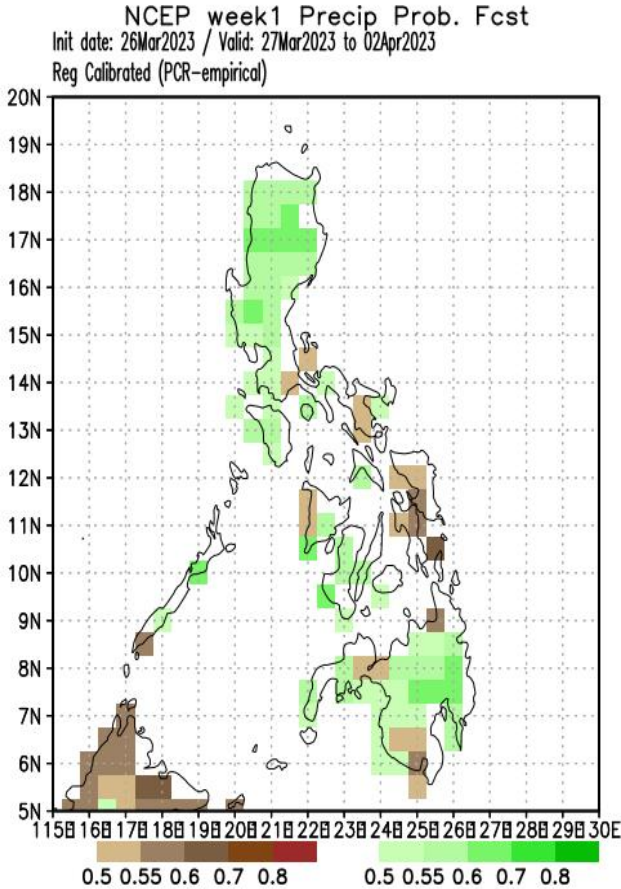 NCEP week1 Precip Prob. Fcst
Init date: 26Mar2023 / Valid: 27Mar2023 to 02Apr2023
Reg Calibrated (PCR-empirical)
20N
19N
18N
17N
16N
15N
14N
13N
12N
11N
10N
9N
8N
7N
6N
5N
115E 116E 117E 118E 119E 120E 121E 122E 123E 124E 125E 126E 127E 128E 129E 130E
0.5 0.55 0.6 0.7 0.8 0.5 0.55 0.6 0.7 0.8